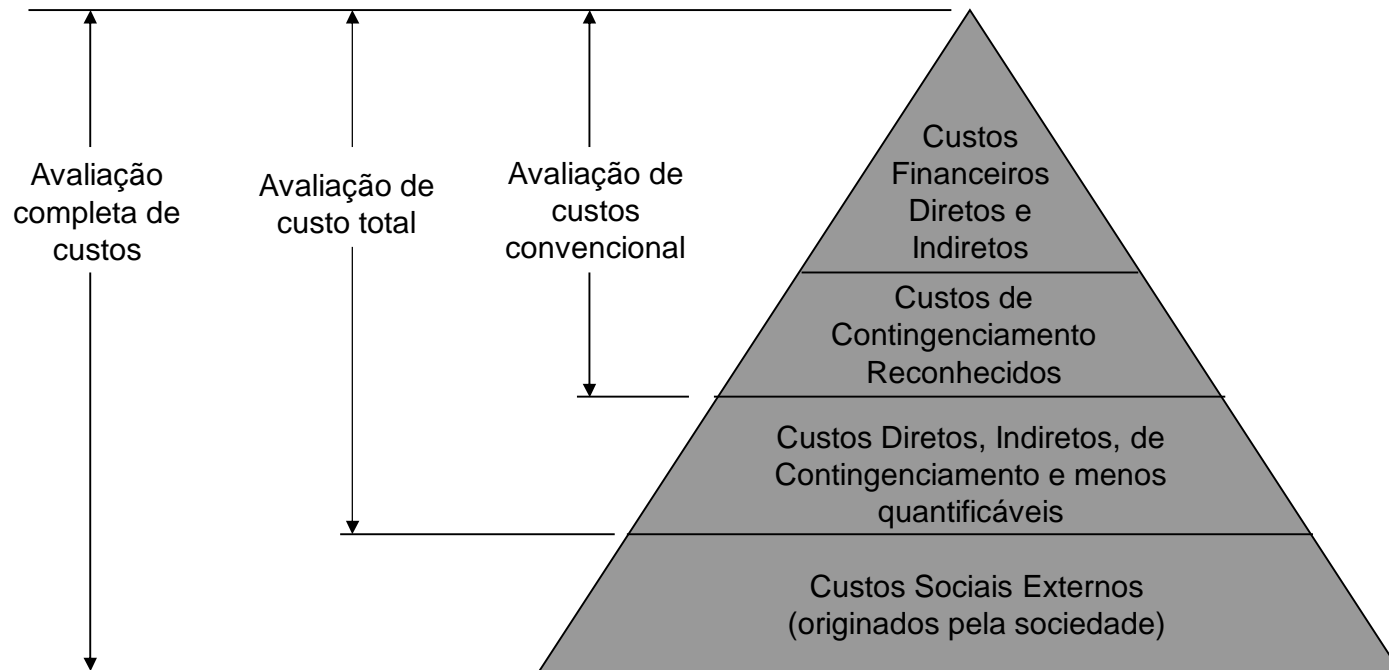 Avaliação
completa de
custos
Avaliação de
custo total
Avaliação de
custos
convencional
Custos
Financeiros
Diretos e
Indiretos
Custos de
Contingenciamento
Reconhecidos
Custos Diretos, Indiretos, de
Contingenciamento e menos
quantificáveis
Custos Sociais Externos
(originados pela sociedade)